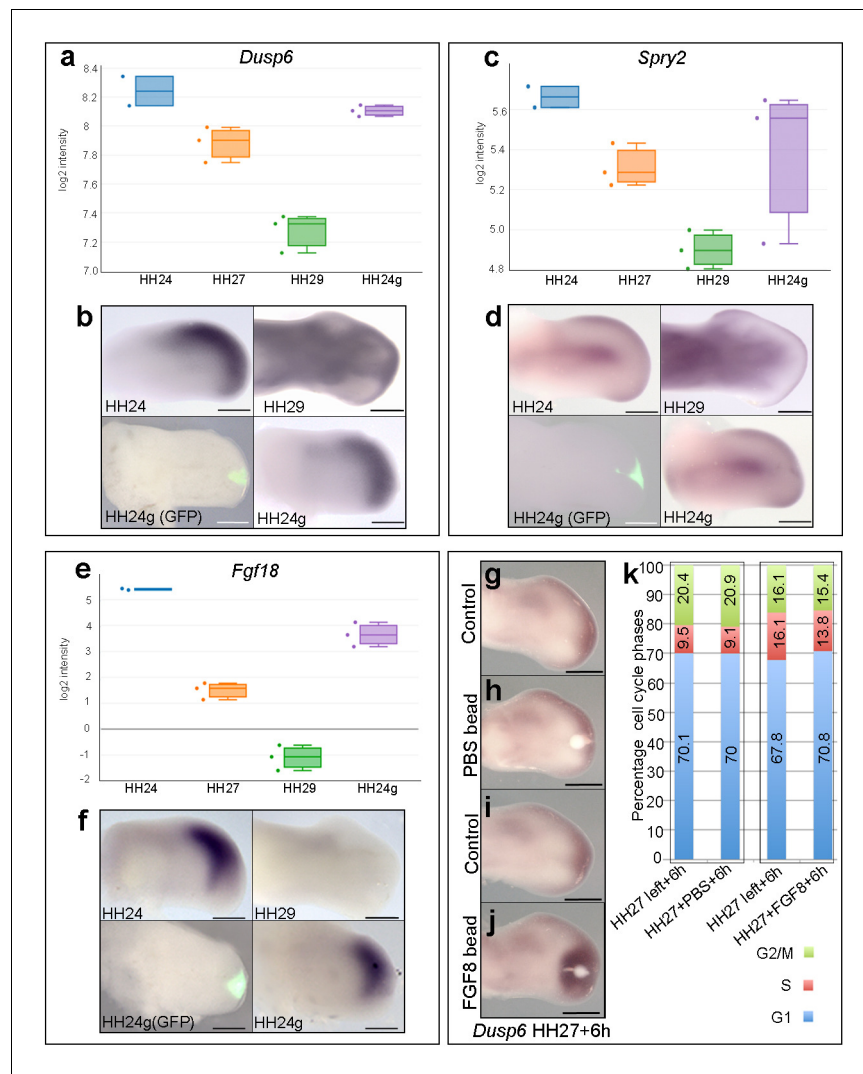 a
Dusp6
8.4
8.2
8
7.8
7.6
7.4
7.2
7.0
log2 intensity
HH24 HH27 HH29 HH24g
b
HH24
HH29
HH24g (GFP)
HH24g
c
Spry2
5.6
5.4
5.2
5.0
4.8
log2 intensity
HH24 HH27 HH29 HH24g
d
HH24
HH29
HH24g (GFP)
HH24g
e
Fgf18
5
4
3
2
1
0
-1
-2
log2 intensity
HH24 HH27 HH29 HH24g
f
HH24
HH29
HH24g(GFP)
HH24g
g
Control
h
PBS bead
i
Control
j
FGF8 bead
Dusp6 HH27+6h
k
Percentage cell cycle phases
100
90
80
70
60
50
40
30
20
10
0
20.4 20.9 16.1 15.4
9.5 9.1 16.1 13.8
70.1 70 67.8 70.8
HH27 left+6h
HH27+PBS+6h
HH27 left+6h
HH27+FGF8+6h
G2/M
S
G1